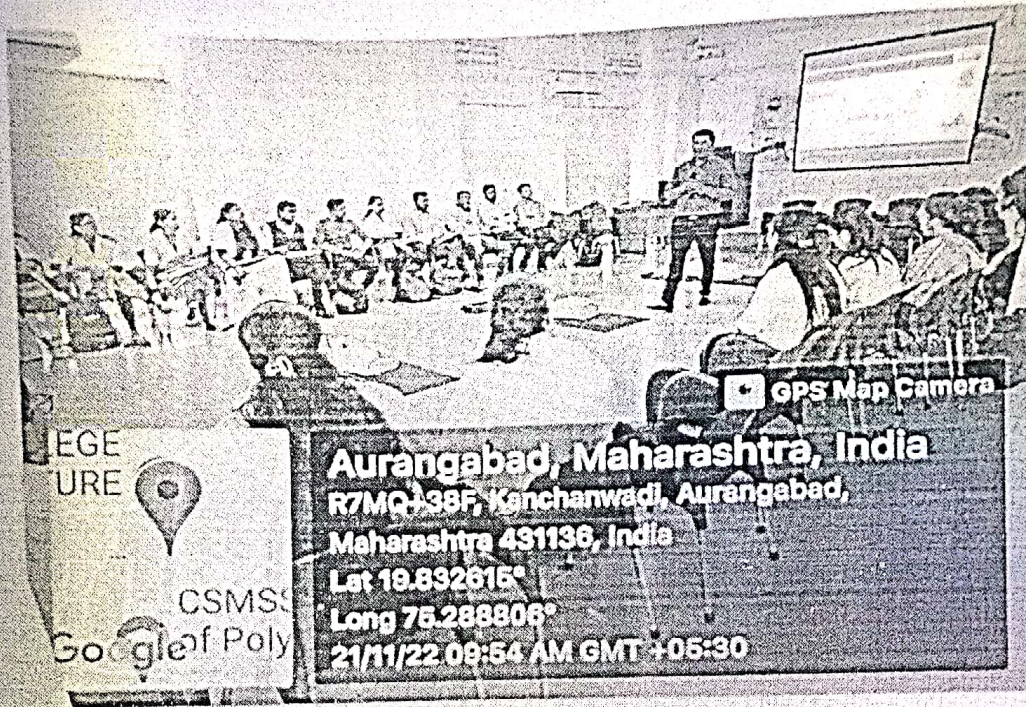 GPS Map Camera
EGE
URE
CSMSS
of Poly
Google
Aurangabad, Maharashtra, India
R7MQ+38F, Kanchanwadi, Aurangabad,
Maharashtra 431136, India
Lat 19.832615°
Long 75.288806°
21/11/22 09:54 AM GMT +05:30